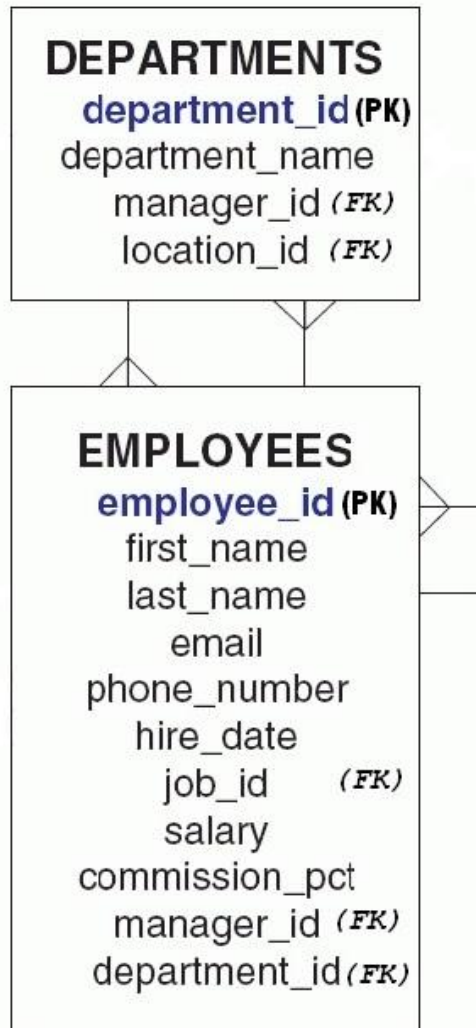 DEPARTMENTS
department_id (PK)
department_name
manager_id (FK)
location_id (FK)
EMPLOYEES
employee_id (PK)
first_name
last_name
email
phone_number
hire_date
job_id (FK)
salary
commission_pct
manager_id (FK)
department_id (FK)